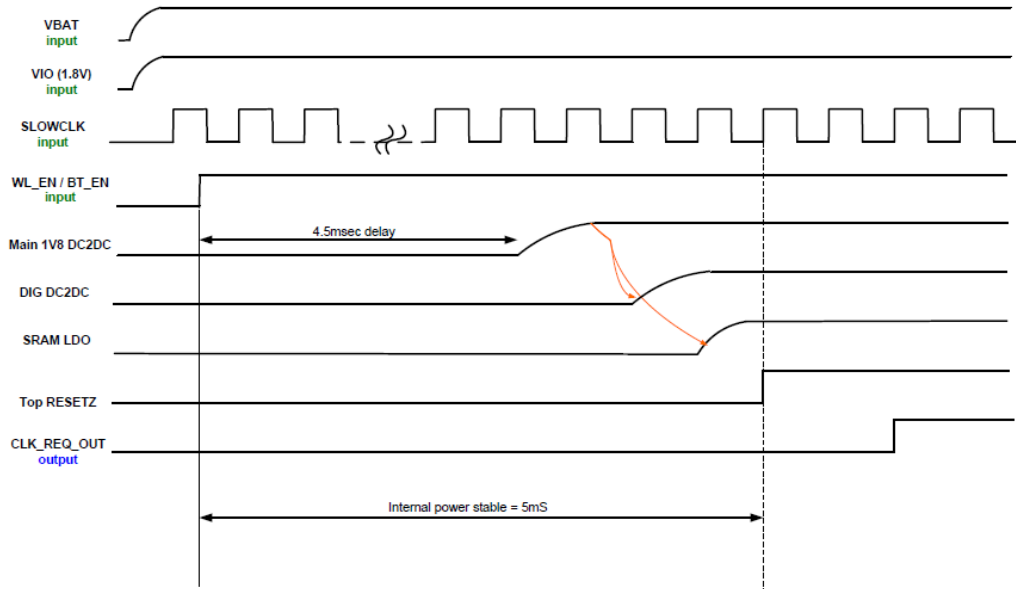 VBAT
input
VIO (1.8V)
input
SLOWCLK
input
WL_EN / BT_EN
input
4.5msec delay
Main 1V8 DC2DC
DIG DC2DC
SRAM LDO
Top RESETZ
CLK_REQ_OUT
output
Internal power stable = 5mS